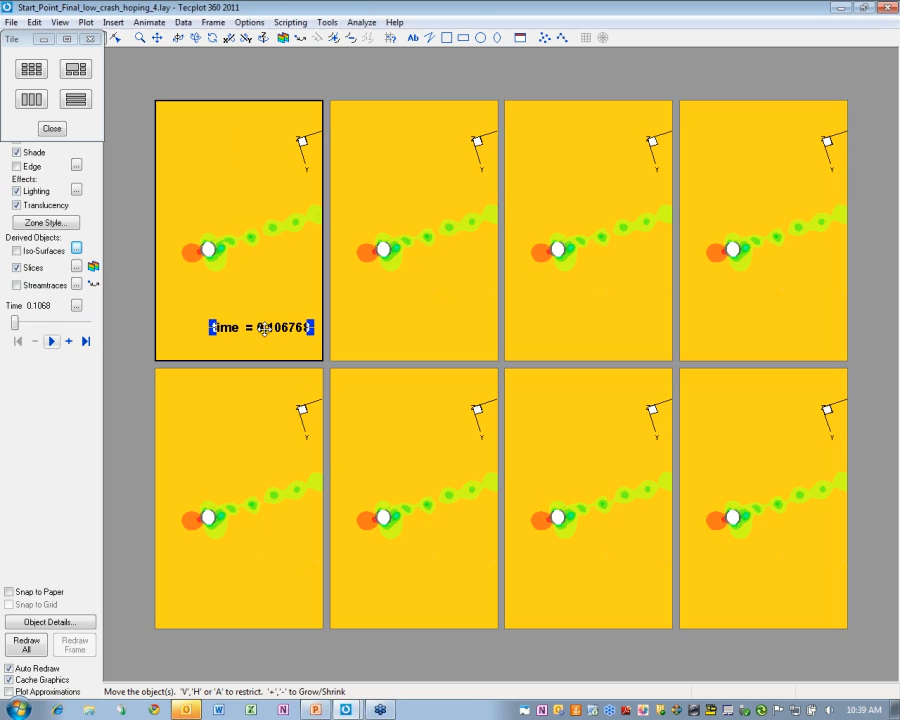 Start_Point_Final_low_crash_hoping_4.lay - Tecplot 360 2011
File Edit View Plot Insert Animate Data Frame Options Scripting Tools Analyze Help
Tile
Close
Shade
Edge
Effects:
Lighting
Translucency
Zone Style...
Derived Objects:
Iso-Surfaces
Slices
Streamtraces
Time 0.1068
Snap to Paper
Snap to Grid
Object Details...
Redraw All
Redraw Frame
Auto Redraw
Cache Graphics
Plot Approximations
Ab
Y
Y
Y
Y
time =
Y
Y
Y
Y
Move the object(s). 'V','H' or 'A' to restrict. '+','-' to Grow/Shrink
10:39 AM